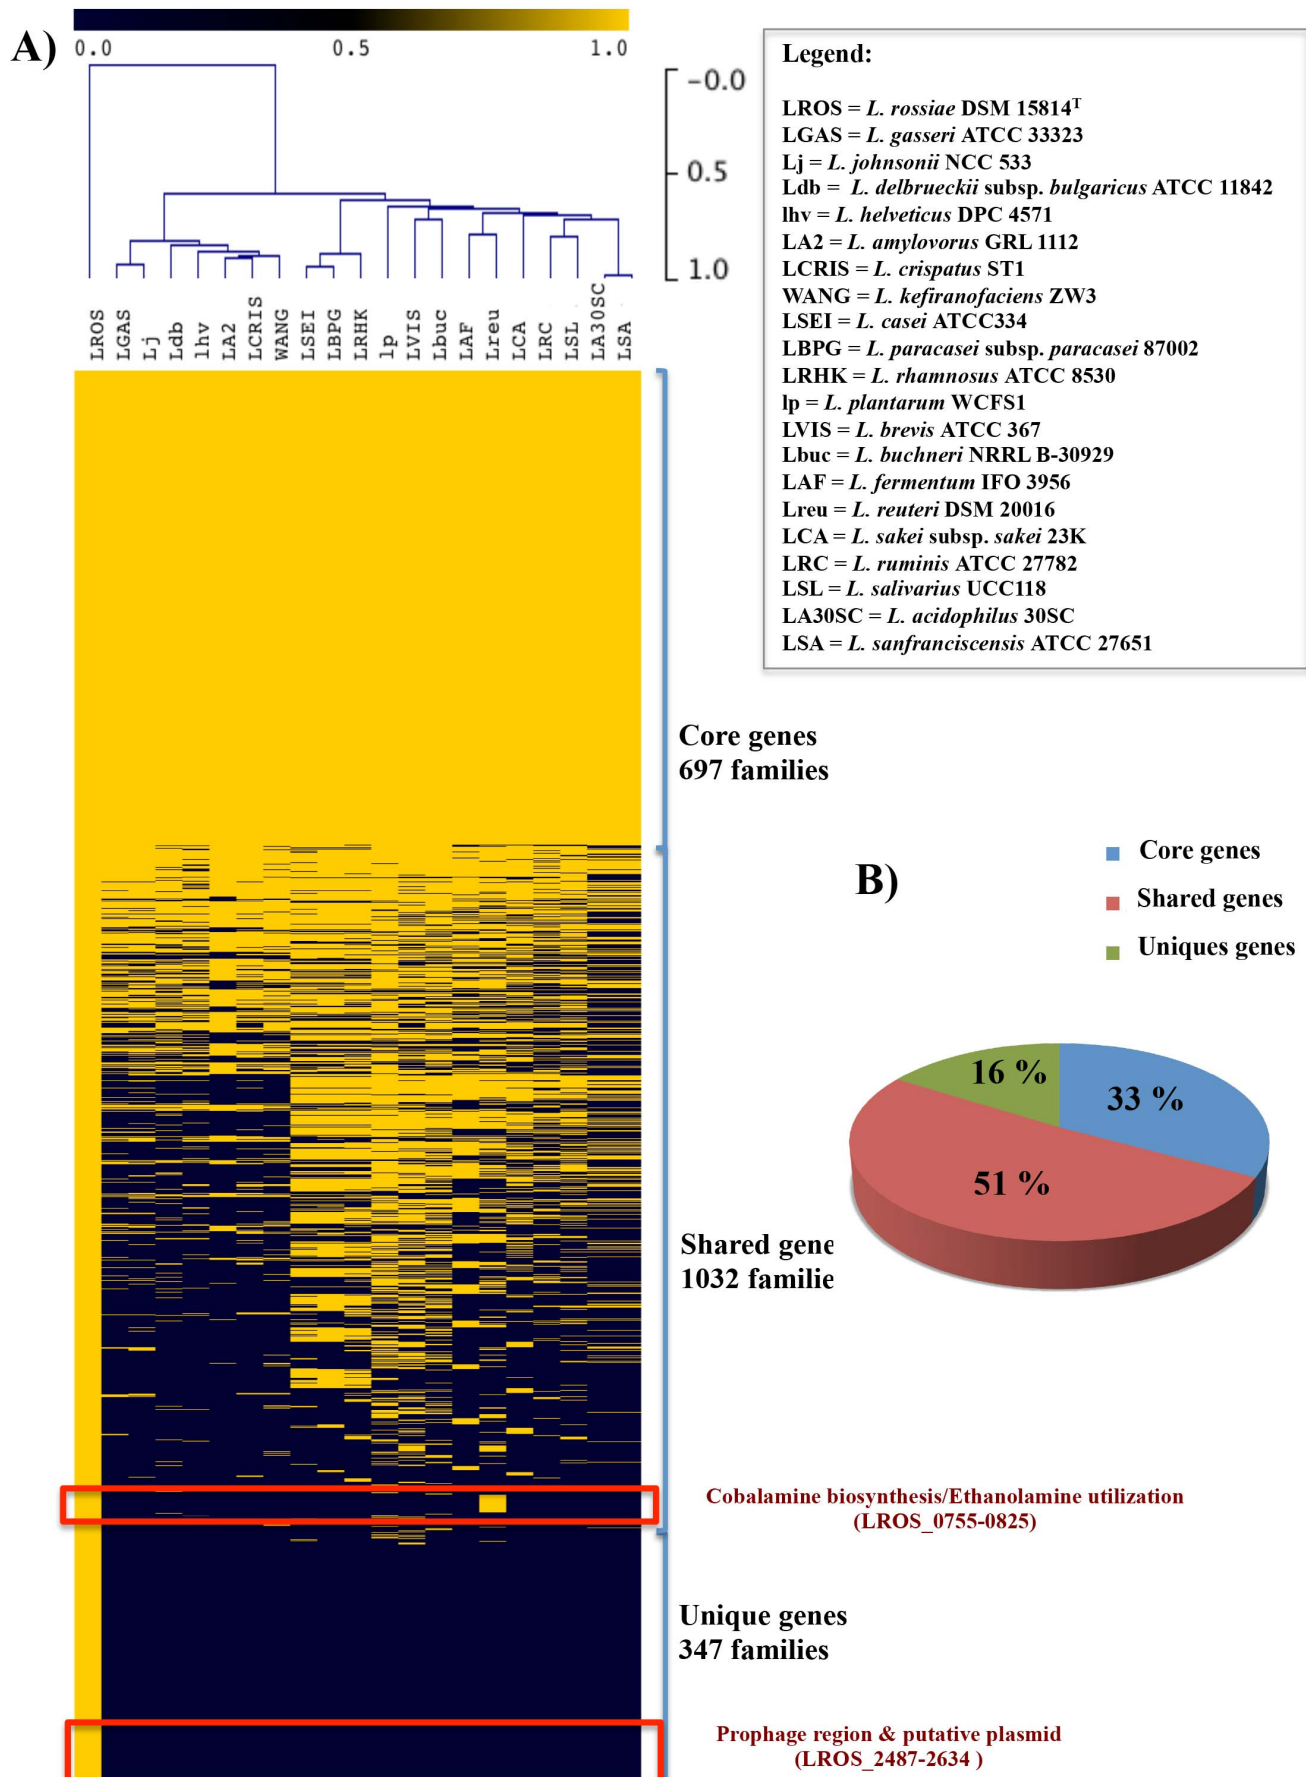 A)
0.0 0.5 1.0
-0.0
0.5
1.0
LROS LGAS Lj Ldb lhv LA2 LCRIS WANG LSEI LBPG LRHK lp LVIS Lbuc LAF Lreu LCA LRC LSL LA30SC LSA
Legend:
LROS = L. rossiae DSM 15814ᵀ
LGAS = L. gasseri ATCC 33323
Lj = L. johnsonii NCC 533
Ldb = L. delbrueckii subsp. bulgaricus ATCC 11842
lhv = L. helveticus DPC 4571
LA2 = L. amylovorus GRL 1112
LCRIS = L. crispatus ST1
WANG = L. kefiranofaciens ZW3
LSEI = L. casei ATCC334
LBPG = L. paracasei subsp. paracasei 87002
LRHK = L. rhamnosus ATCC 8530
lp = L. plantarum WCFS1
LVIS = L. brevis ATCC 367
Lbuc = L. buchneri NRRL B-30929
LAF = L. fermentum IFO 3956
Lreu = L. reuteri DSM 20016
LCA = L. sakei subsp. sakei 23K
LRC = L. ruminis ATCC 27782
LSL = L. salivarius UCC118
LA30SC = L. acidophilus 30SC
LSA = L. sanfranciscensis ATCC 27651
Core genes
697 families
B)
Core genes
Shared genes
Uniques genes
16 %
33 %
51 %
Shared gene
1032 familie
Cobalamine biosynthesis/Ethanolamine utilization
(LROS_0755-0825)
Unique genes
347 families
Prophage region & putative plasmid
(LROS_2487-2634 )